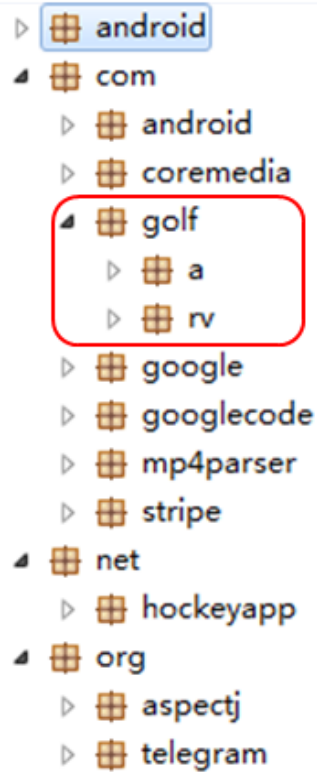 android
com
android
coremedia
golf
a
rv
google
googlecode
mp4parser
stripe
net
hockeyapp
org
aspectj
telegram